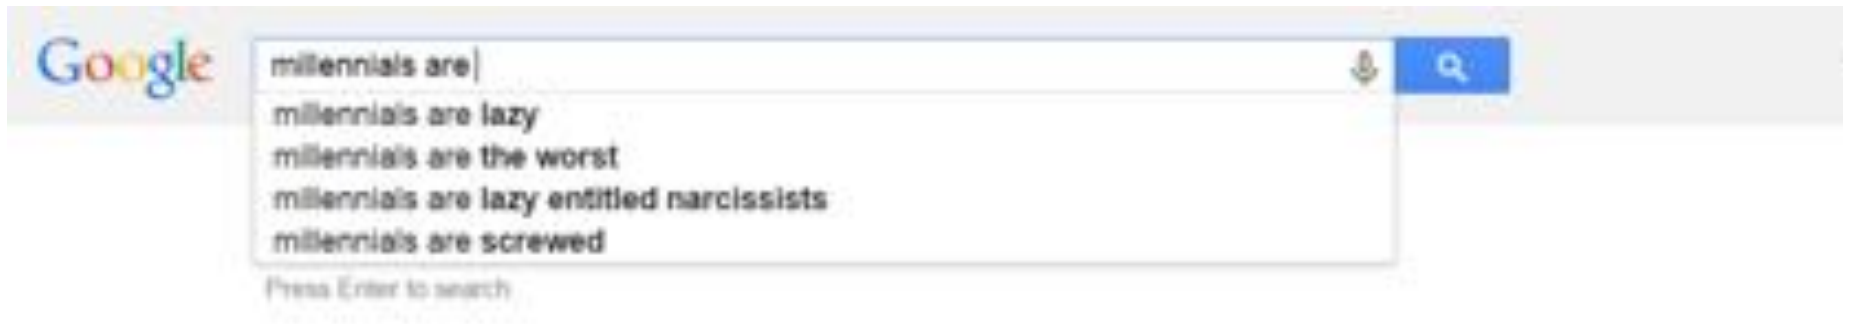 Google
millennials are
millennials are lazy
millennials are the worst
millennials are lazy entitled narcissists
millennials are screwed
Press Enter to search